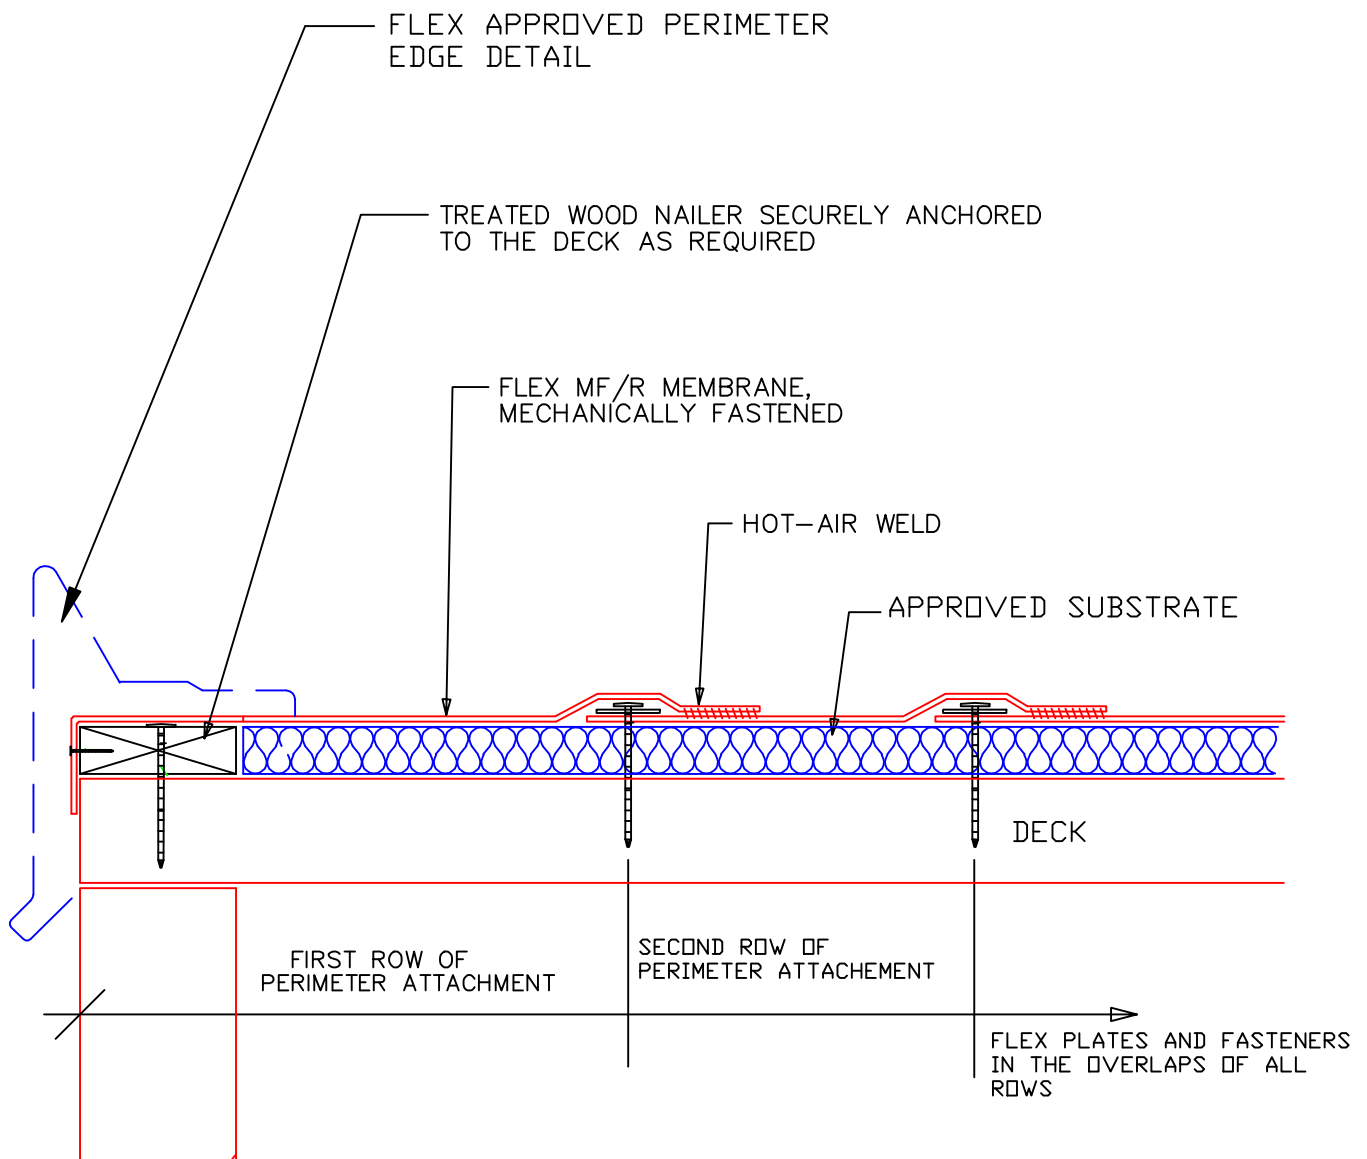 FLEX APPROVED PERIMETER
EDGE DETAIL
TREATED WOOD NAILER SECURELY ANCHORED
TO THE DECK AS REQUIRED
FLEX MF/R MEMBRANE,
MECHANICALLY FASTENED
HOT-AIR WELD
APPROVED SUBSTRATE
DECK
FIRST ROW OF
PERIMETER ATTACHMENT
SECOND ROW OF
PERIMETER ATTACHEMENT
FLEX PLATES AND FASTENERS
IN THE OVERLAPS OF ALL
ROWS